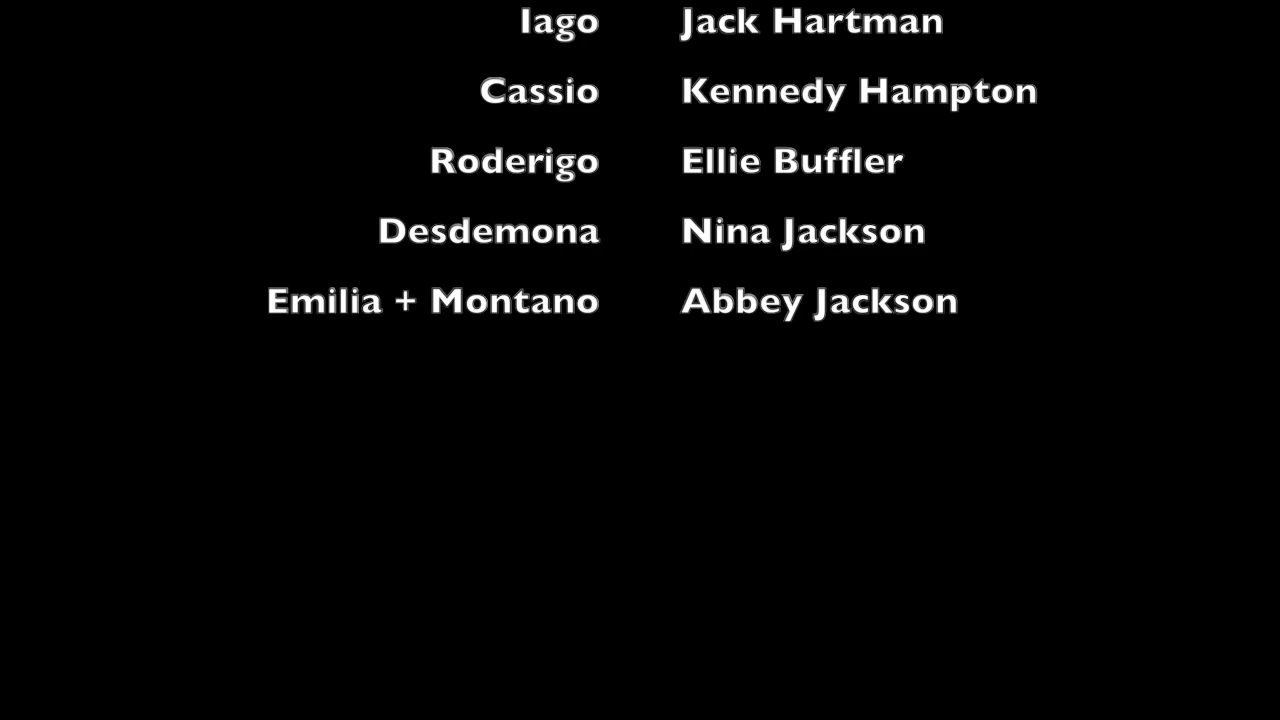 Iago Jack Hartman
Cassio Kennedy Hampton
Roderigo Ellie Buffler
Desdemona Nina Jackson
Emilia + Montano Abbey Jackson